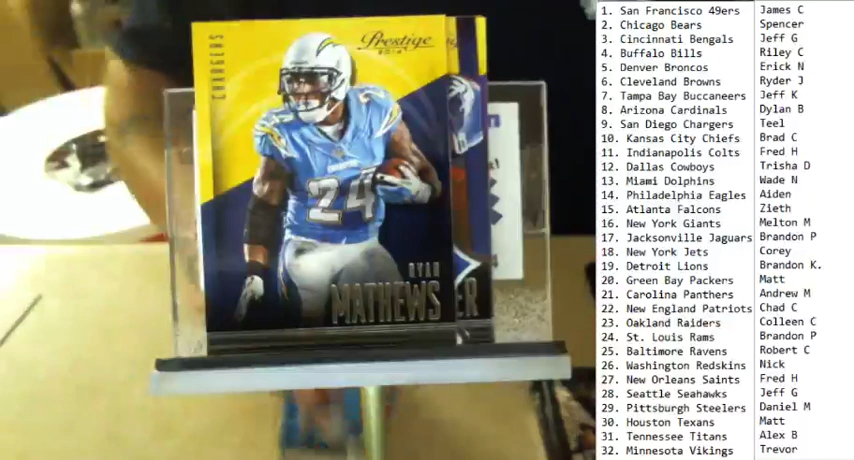 CHARGERS
Prestige
2014
24
24
RYAN
MATHEWS
ER
1. San Francisco 49ers James C
2. Chicago Bears Spencer
3. Cincinnati Bengals Jeff G
4. Buffalo Bills Riley C
5. Denver Broncos Erick N
6. Cleveland Browns Ryder J
7. Tampa Bay Buccaneers Jeff K
8. Arizona Cardinals Dylan B
9. San Diego Chargers Teel
10. Kansas City Chiefs Brad C
11. Indianapolis Colts Fred H
12. Dallas Cowboys Trisha D
13. Miami Dolphins Wade N
14. Philadelphia Eagles Aiden
15. Atlanta Falcons Zieth
16. New York Giants Melton M
17. Jacksonville Jaguars Brandon P
18. New York Jets Corey
19. Detroit Lions Brandon K.
20. Green Bay Packers Matt
21. Carolina Panthers Andrew M
22. New England Patriots Chad C
23. Oakland Raiders Colleen C
24. St. Louis Rams Brandon P
25. Baltimore Ravens Robert C
26. Washington Redskins Nick
27. New Orleans Saints Fred H
28. Seattle Seahawks Jeff G
29. Pittsburgh Steelers Daniel M
30. Houston Texans Matt
31. Tennessee Titans Alex B
32. Minnesota Vikings Trevor